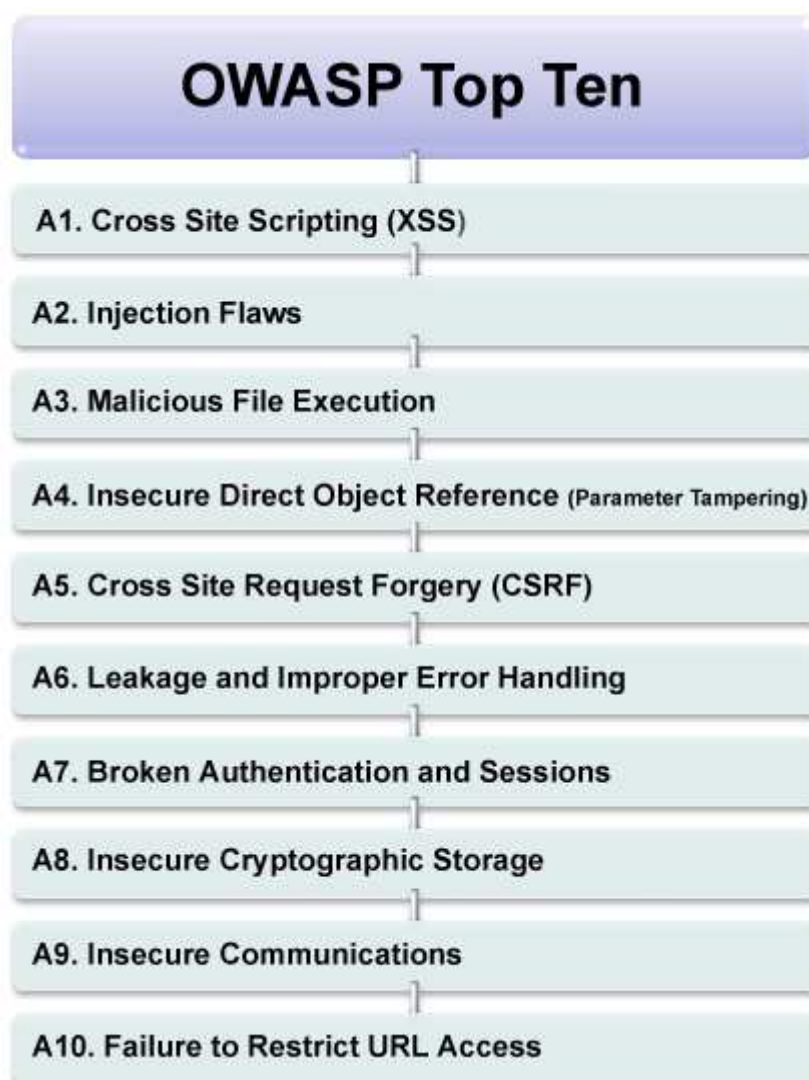 OWASP Top Ten
A1. Cross Site Scripting (XSS)
A2. Injection Flaws
A3. Malicious File Execution
A4. Insecure Direct Object Reference (Parameter Tampering)
A5. Cross Site Request Forgery (CSRF)
A6. Leakage and Improper Error Handling
A7. Broken Authentication and Sessions
A8. Insecure Cryptographic Storage
A9. Insecure Communications
A10. Failure to Restrict URL Access